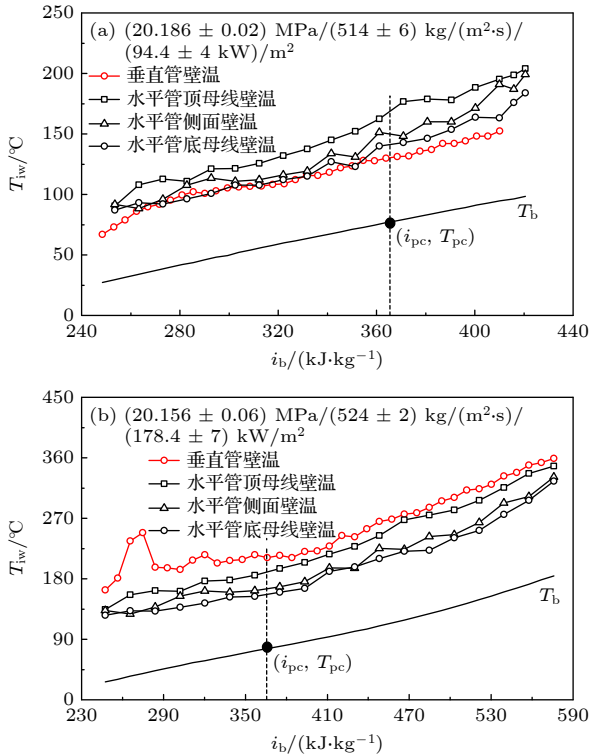 (a) (20.186 ± 0.02) MPa/(514 ± 6) kg/(m²·s)/
(94.4 ± 4 kW)/m²
垂直管壁温
水平管顶母线壁温
水平管侧面壁温
水平管底母线壁温
250
200
150
100
50
0
T_iw/℃
T_b
(i_pc, T_pc)
240 280 320 360 400 432
i_b/(kJ·kg⁻¹)
(b) (20.156 ± 0.06) MPa/(524 ± 2) kg/(m²·s)/
(178.4 ± 7) kW/m²
垂直管壁温
水平管顶母线壁温
水平管侧面壁温
水平管底母线壁温
450
360
270
180
90
0
T_iw/℃
T_b
(i_pc, T_pc)
230 290 350 410 470 530 590
i_b/(kJ·kg⁻¹)